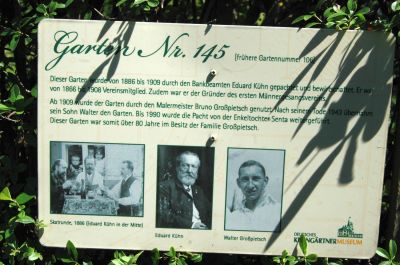 Garten Nr. 145 [frühere Gartennummer 106]
Dieser Garten wurde von 1886 bis 1909 durch den Bankbeamten Eduard Kühn gepachtet und bewirtschaftet. Er war
von 1886 bis 1908 Vereinsmitglied. Zudem war er der Gründer des ersten Männergesangsvereins.
Ab 1909 wurde der Garten durch den Malermeister Bruno Großpietsch genutzt. Nach seinem Tode 1943 übernahm
sein Sohn Walter den Garten. Bis 1990 wurde die Pacht von der Enkeltochter Senta weitergeführt.
Dieser Garten war somit über 80 Jahre im Besitz der Familie Großpietsch.
Skatrunde, 1886 (Eduard Kühn in der Mitte)
Eduard Kühn
Walter Großpietsch
DEUTSCHES
KLEINGÄRTNERMUSEUM